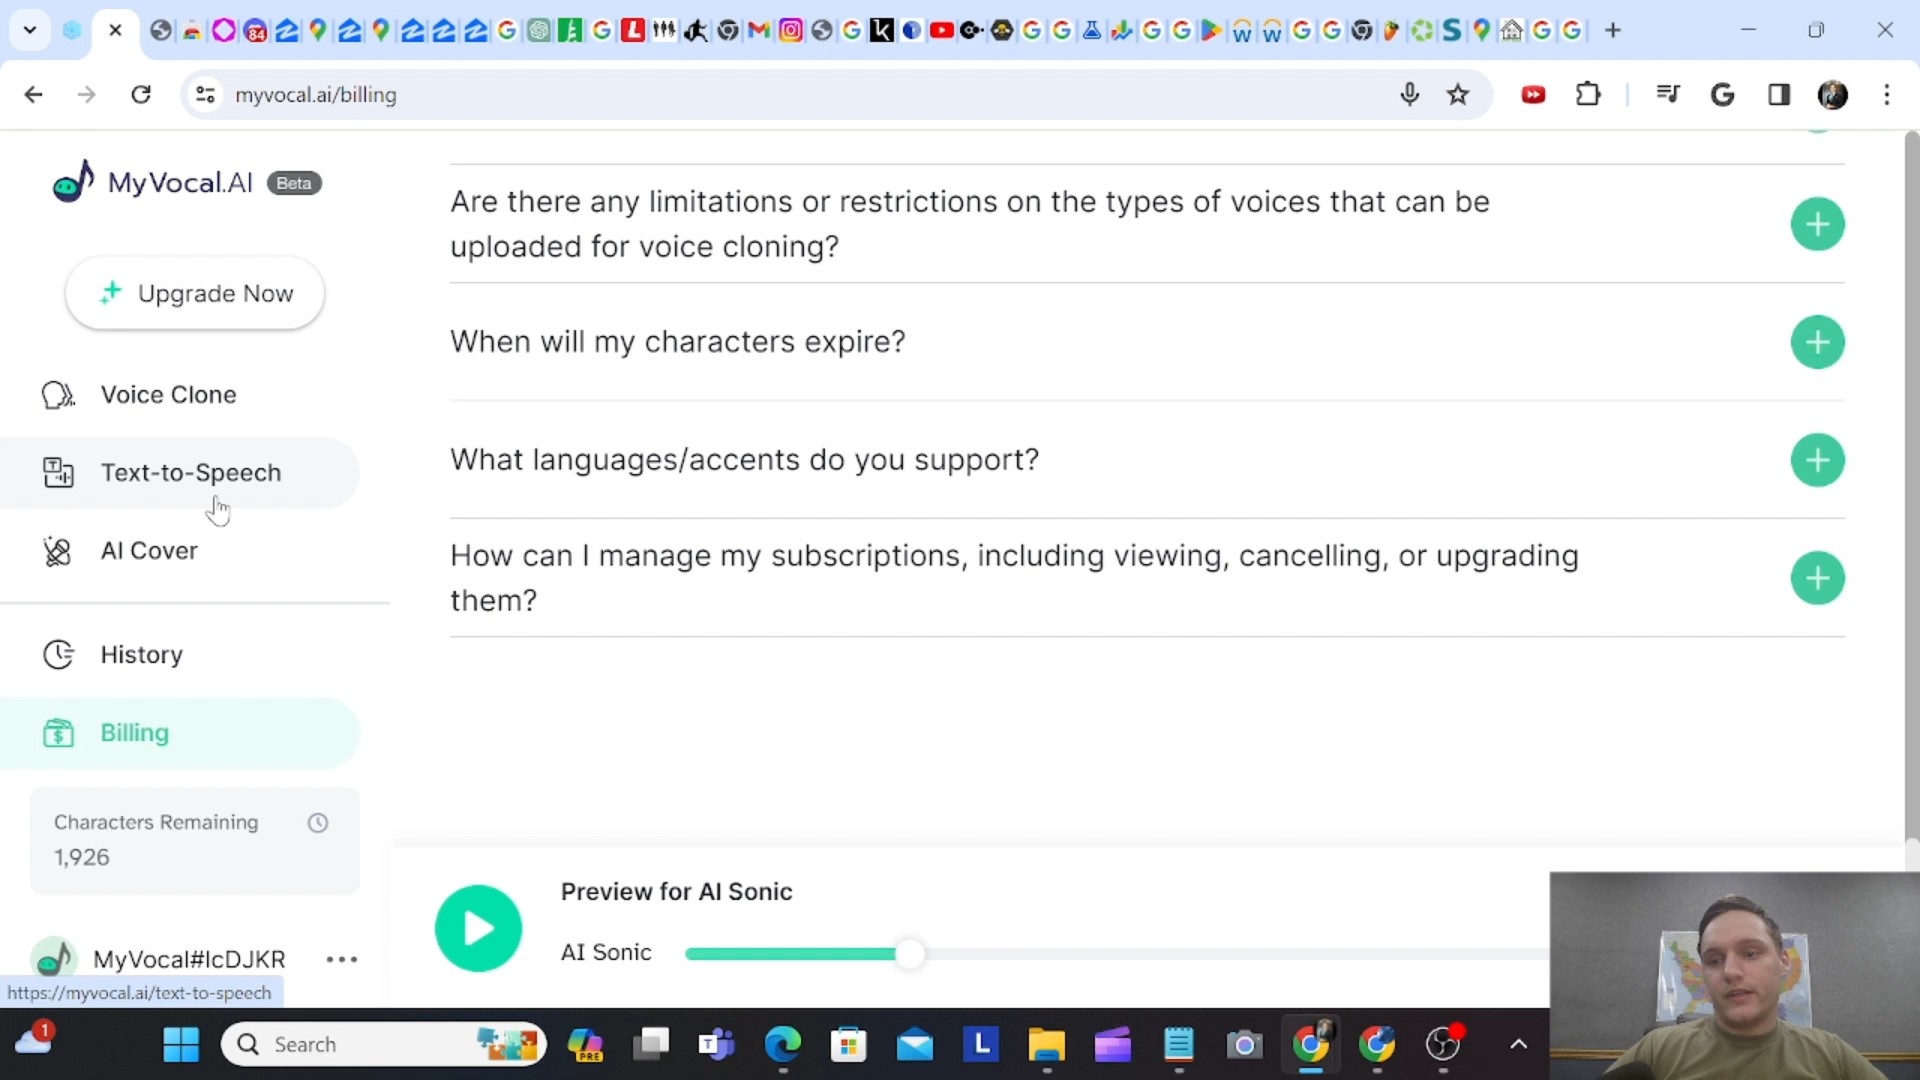 84
myvocal.ai/billing
MyVocal.AI Beta
Upgrade Now
Voice Clone
Text-to-Speech
AI Cover
History
Billing
Characters Remaining
1,926
MyVocal#IcDJKR
https://myvocal.ai/text-to-speech
Are there any limitations or restrictions on the types of voices that can be
uploaded for voice cloning?
When will my characters expire?
What languages/accents do you support?
How can I manage my subscriptions, including viewing, cancelling, or upgrading
them?
Preview for AI Sonic
AI Sonic
1
Search
PRE
L